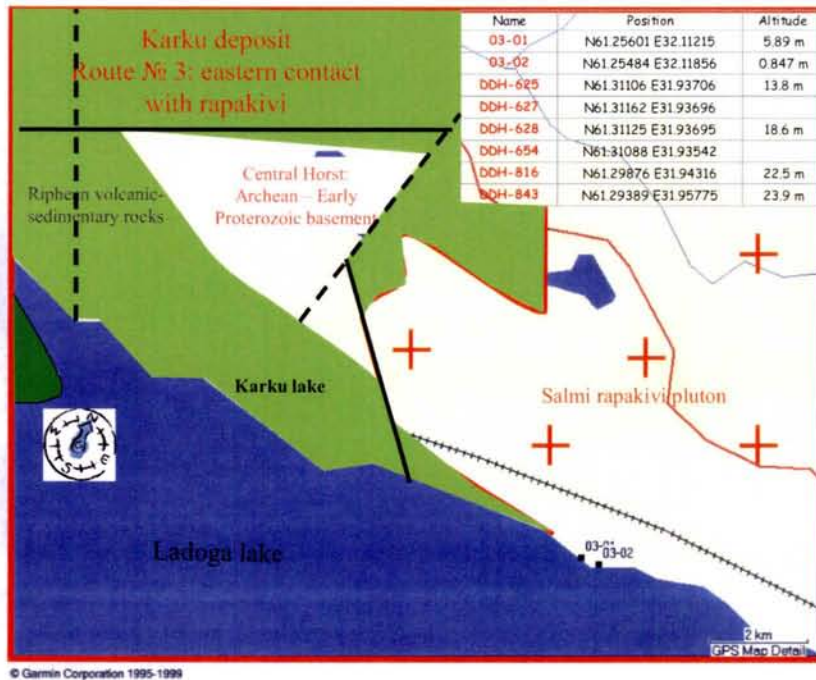 Karku deposit
Route № 3: eastern contact
with rapakivi
Name Position Altitude
03-01 N61.25601 E32.11215 5.89 m
03-02 N61.25484 E32.11856 0.847 m
DDH-625 N61.31106 E31.93706 13.8 m
DDH-627 N61.31162 E31.93696
DDH-628 N61.31125 E31.93695 18.6 m
DDH-654 N61.31088 E31.93542
DDH-816 N61.29876 E31.94316 22.5 m
DDH-843 N61.29389 E31.95775 23.9 m
Central Horst:
Archean – Early
Proterozoic basement
Riphean volcanic-
sedimentary rocks
Karku lake
Salmi rapakivi pluton
N
E
S
Ladoga lake
03-01
03-02
2 km
GPS Map Detail
© Garmin Corporation 1995-1999